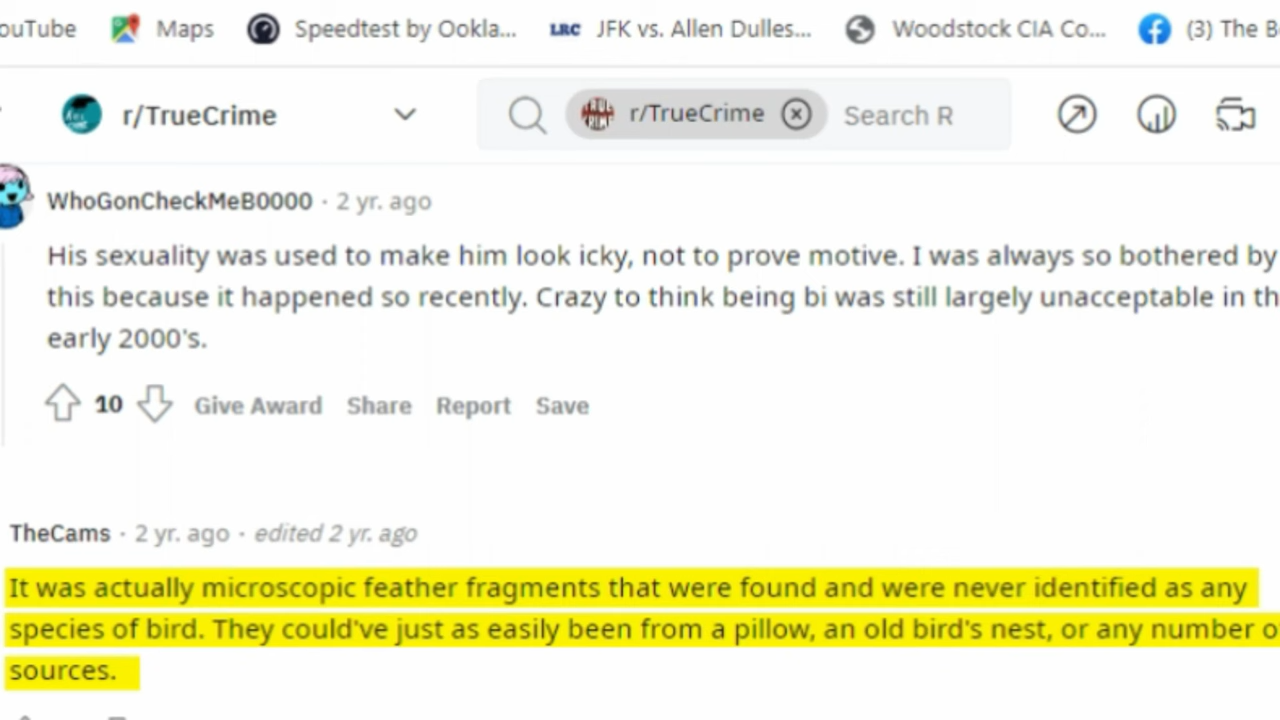 ouTube Maps Speedtest by Ookla... LRC JFK vs. Allen Dulles... Woodstock CIA Co... (3) The B
r/TrueCrime r/TrueCrime Search R
WhoGonCheckMeB0000 · 2 yr. ago
His sexuality was used to make him look icky, not to prove motive. I was always so bothered by
this because it happened so recently. Crazy to think being bi was still largely unacceptable in th
early 2000's.
10 Give Award Share Report Save
TheCams · 2 yr. ago · edited 2 yr. ago
It was actually microscopic feather fragments that were found and were never identified as any
species of bird. They could've just as easily been from a pillow, an old bird's nest, or any number o
sources.